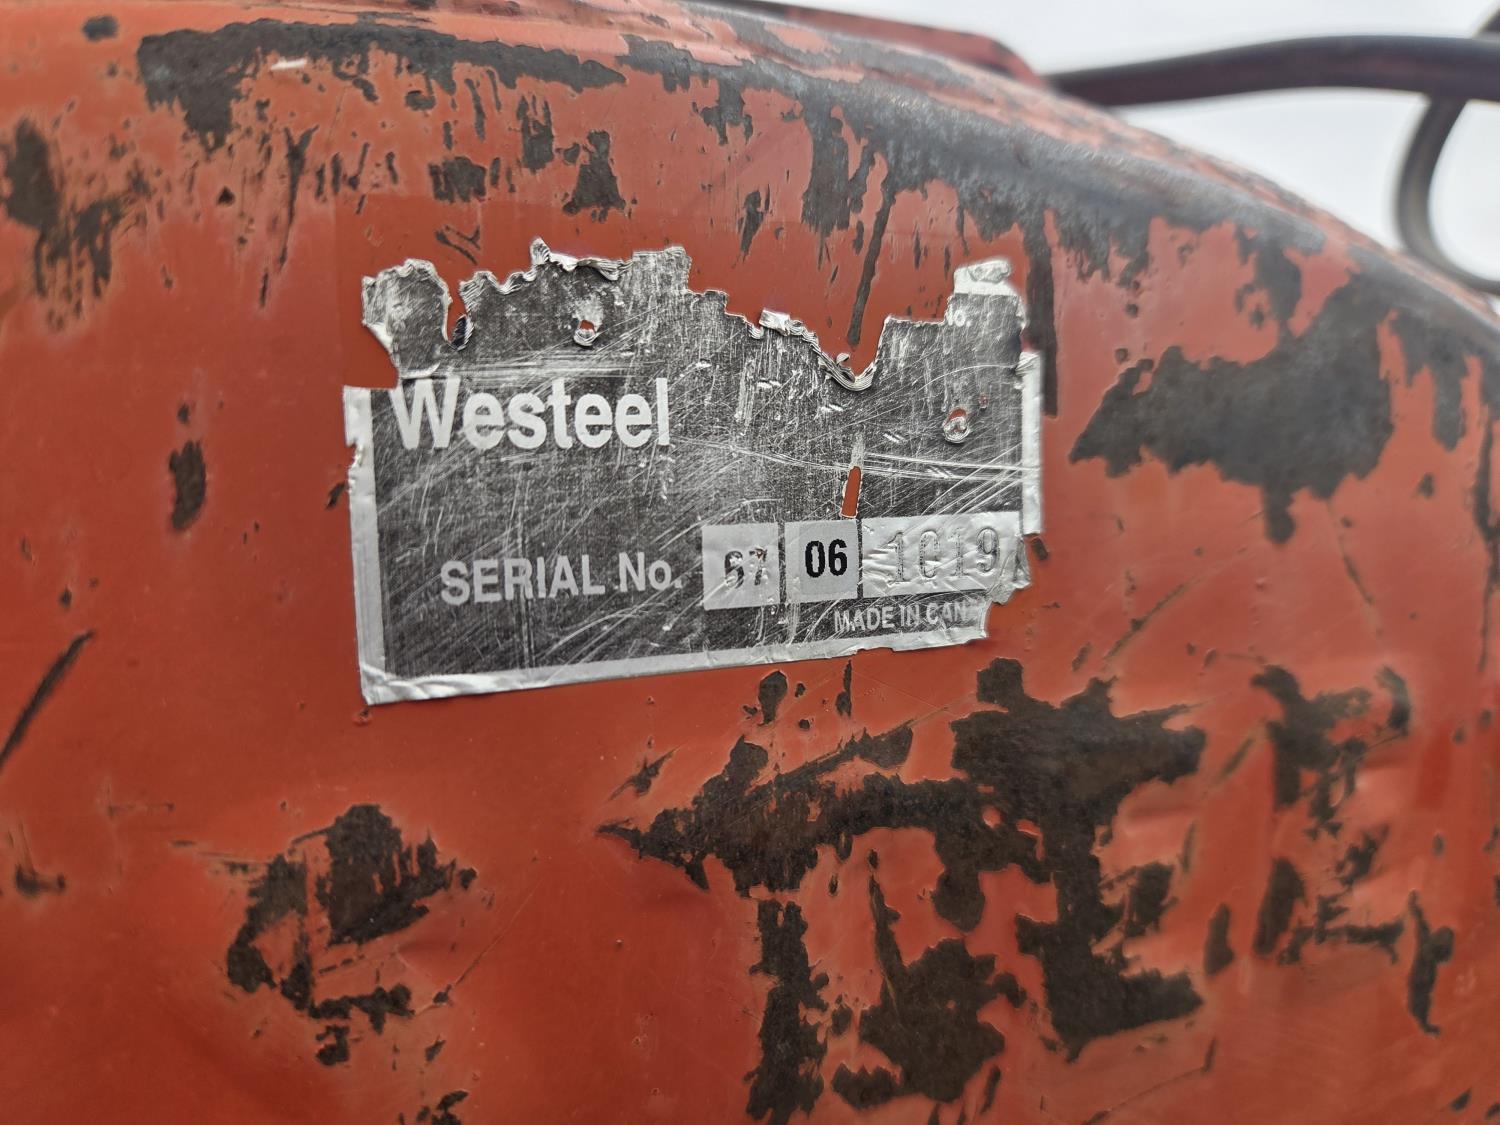 o.
Westeel
SERIAL No. 67 06 1019
MADE IN CAN